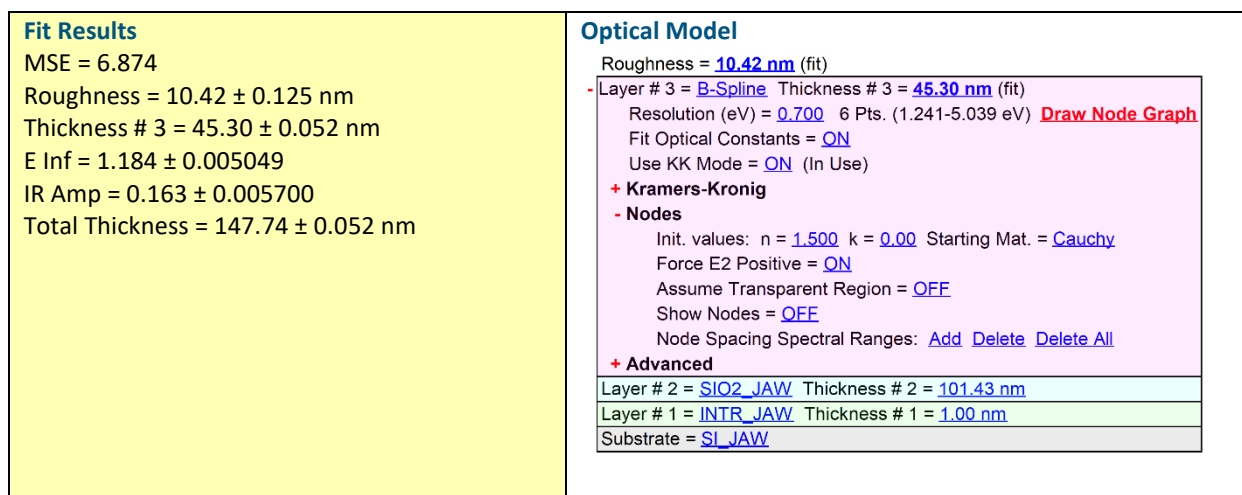 Fit Results
MSE = 6.874
Roughness = 10.42 ± 0.125 nm
Thickness # 3 = 45.30 ± 0.052 nm
E Inf = 1.184 ± 0.005049
IR Amp = 0.163 ± 0.005700
Total Thickness = 147.74 ± 0.052 nm
Optical Model
Roughness = 10.42 nm (fit)
- Layer # 3 = B-Spline Thickness # 3 = 45.30 nm (fit)
Resolution (eV) = 0.700 6 Pts. (1.241-5.039 eV) Draw Node Graph
Fit Optical Constants = ON
Use KK Mode = ON (In Use)
+ Kramers-Kronig
- Nodes
Init. values: n = 1.500 k = 0.00 Starting Mat. = Cauchy
Force E2 Positive = ON
Assume Transparent Region = OFF
Show Nodes = OFF
Node Spacing Spectral Ranges: Add Delete Delete All
+ Advanced
Layer # 2 = SIO2_JAW Thickness # 2 = 101.43 nm
Layer # 1 = INTR_JAW Thickness # 1 = 1.00 nm
Substrate = SI_JAW